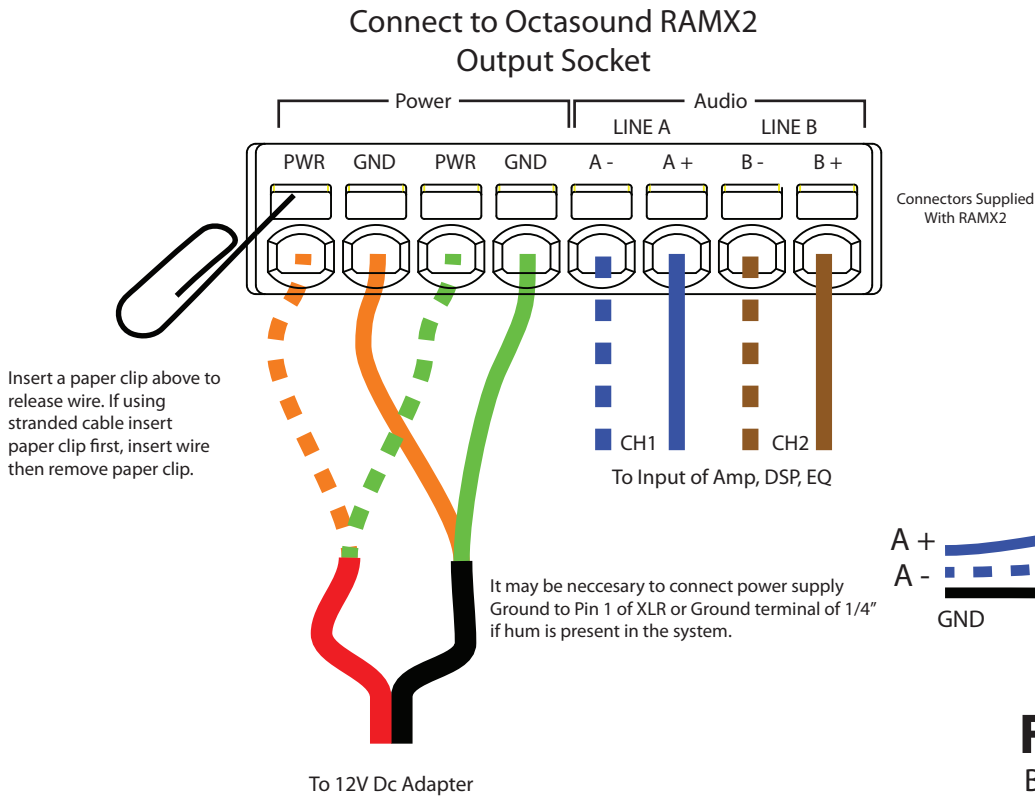 Connect to Octasound RAMX2
Output Socket
Power
Audio
LINE A
LINE B
PWR GND PWR GND A - A + B - B +
Connectors Supplied
With RAMX2
Insert a paper clip above to
release wire. If using
stranded cable insert
paper clip first, insert wire
then remove paper clip.
CH1
CH2
To Input of Amp, DSP, EQ
A +
A -
GND
It may be neccesary to connect power supply
Ground to Pin 1 of XLR or Ground terminal of 1/4”
if hum is present in the system.
To 12V Dc Adapter